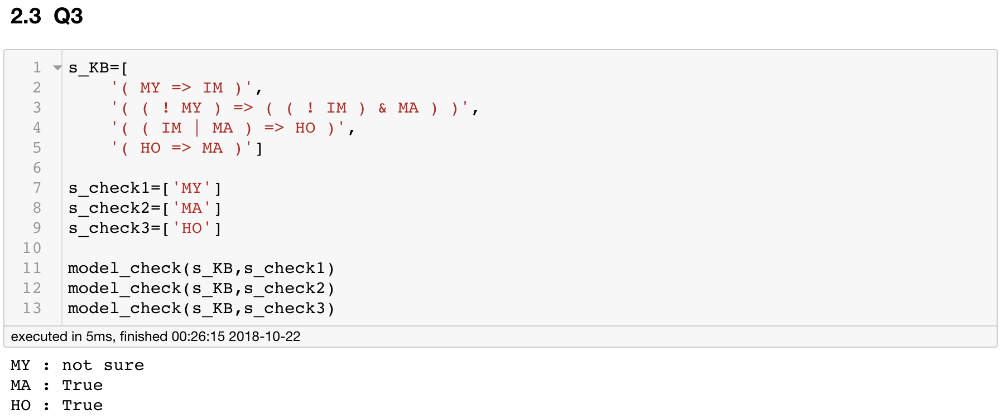 2.3 Q3
1 s_KB=[
2 '( MY => IM )',
3 '( ( ! MY ) => ( ( ! IM ) & MA ) )',
4 '( ( IM | MA ) => HO )',
5 '( HO => MA )']
6
7 s_check1=['MY']
8 s_check2=['MA']
9 s_check3=['HO']
10
11 model_check(s_KB,s_check1)
12 model_check(s_KB,s_check2)
13 model_check(s_KB,s_check3)
executed in 5ms, finished 00:26:15 2018-10-22
MY : not sure
MA : True
HO : True